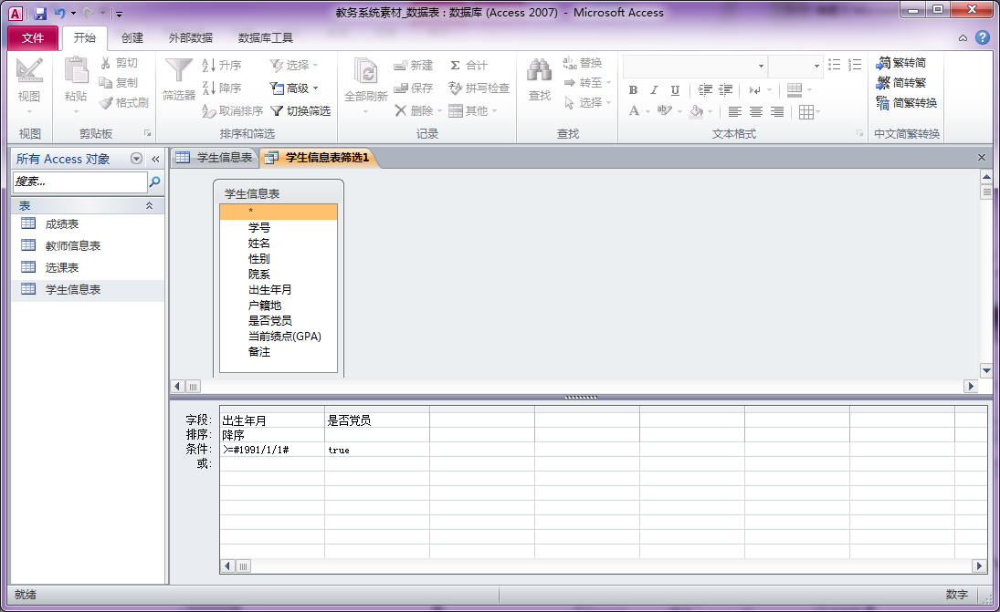 教务系统素材_数据表 : 数据库 (Access 2007) - Microsoft Access
文件 开始 创建 外部数据 数据库工具
视图 粘贴 剪切 复制 格式刷
筛选器 升序 降序 取消排序 选择 高级 切换筛选
全部刷新 新建 保存 删除 合计 拼写检查 其他
查找 替换 转至 选择
B I U A
繁转简 简转繁 简繁转换
视图 剪贴板 排序和筛选 记录 查找 文本格式 中文简繁转换
所有 Access 对象
搜索...
表
成绩表
教师信息表
选课表
学生信息表
学生信息表 学生信息表筛选1
学生信息表
*
学号
姓名
性别
院系
出生年月
户籍地
是否党员
当前绩点(GPA)
备注
字段: 出生年月 是否党员
排序: 降序
条件: >=#1991/1/1# true
或:
就绪 数字